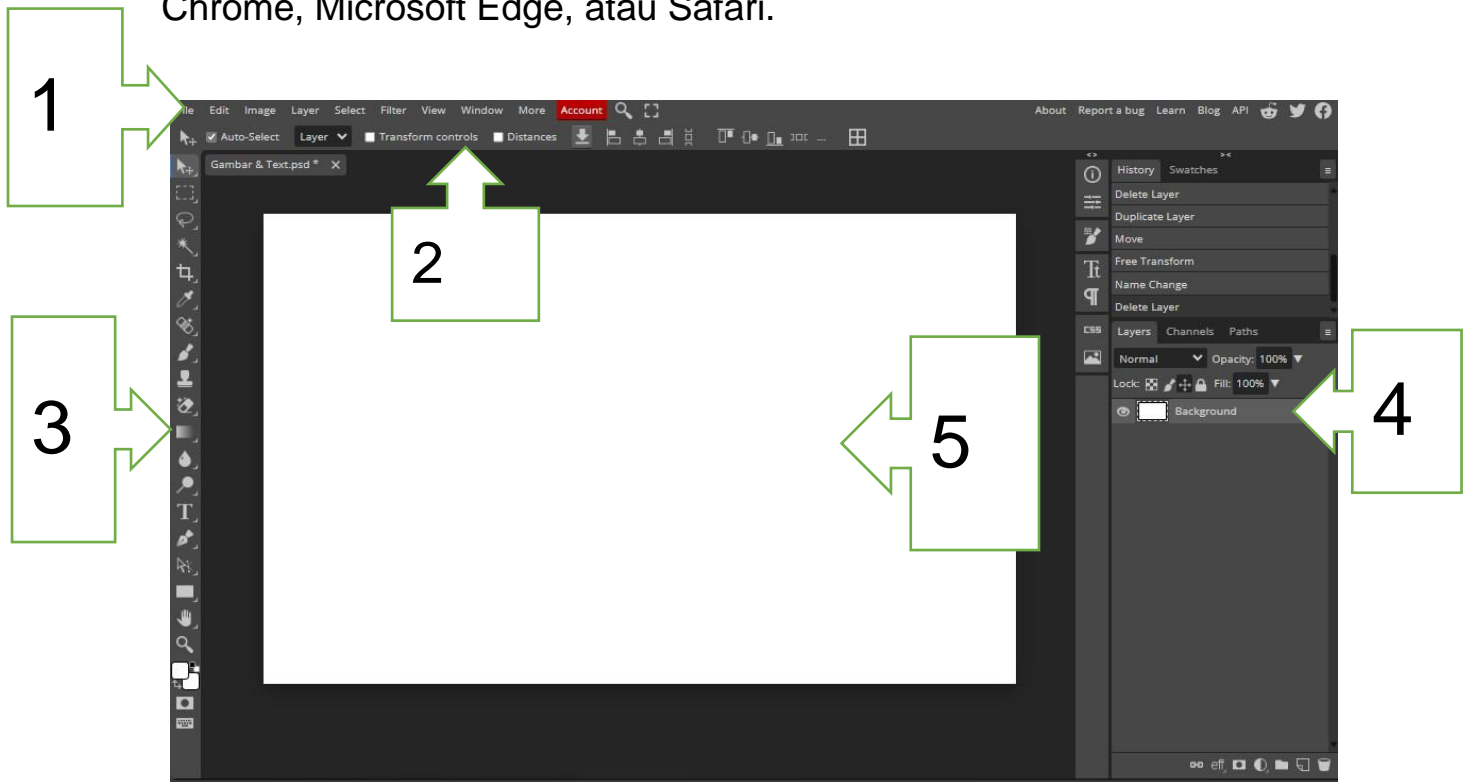 Chrome, Microsoft Edge, atau Safari.
1
File Edit Image Layer Select Filter View Window More Account About Report a bug Learn Blog API
Auto-Select Layer Transform controls Distances
Gambar & Text.psd *
2
3
4
5
History Swatches
Delete Layer
Duplicate Layer
Move
Free Transform
Name Change
Delete Layer
CSS
Layers Channels Paths
Normal Opacity: 100%
Lock: Fill: 100%
Background
eff